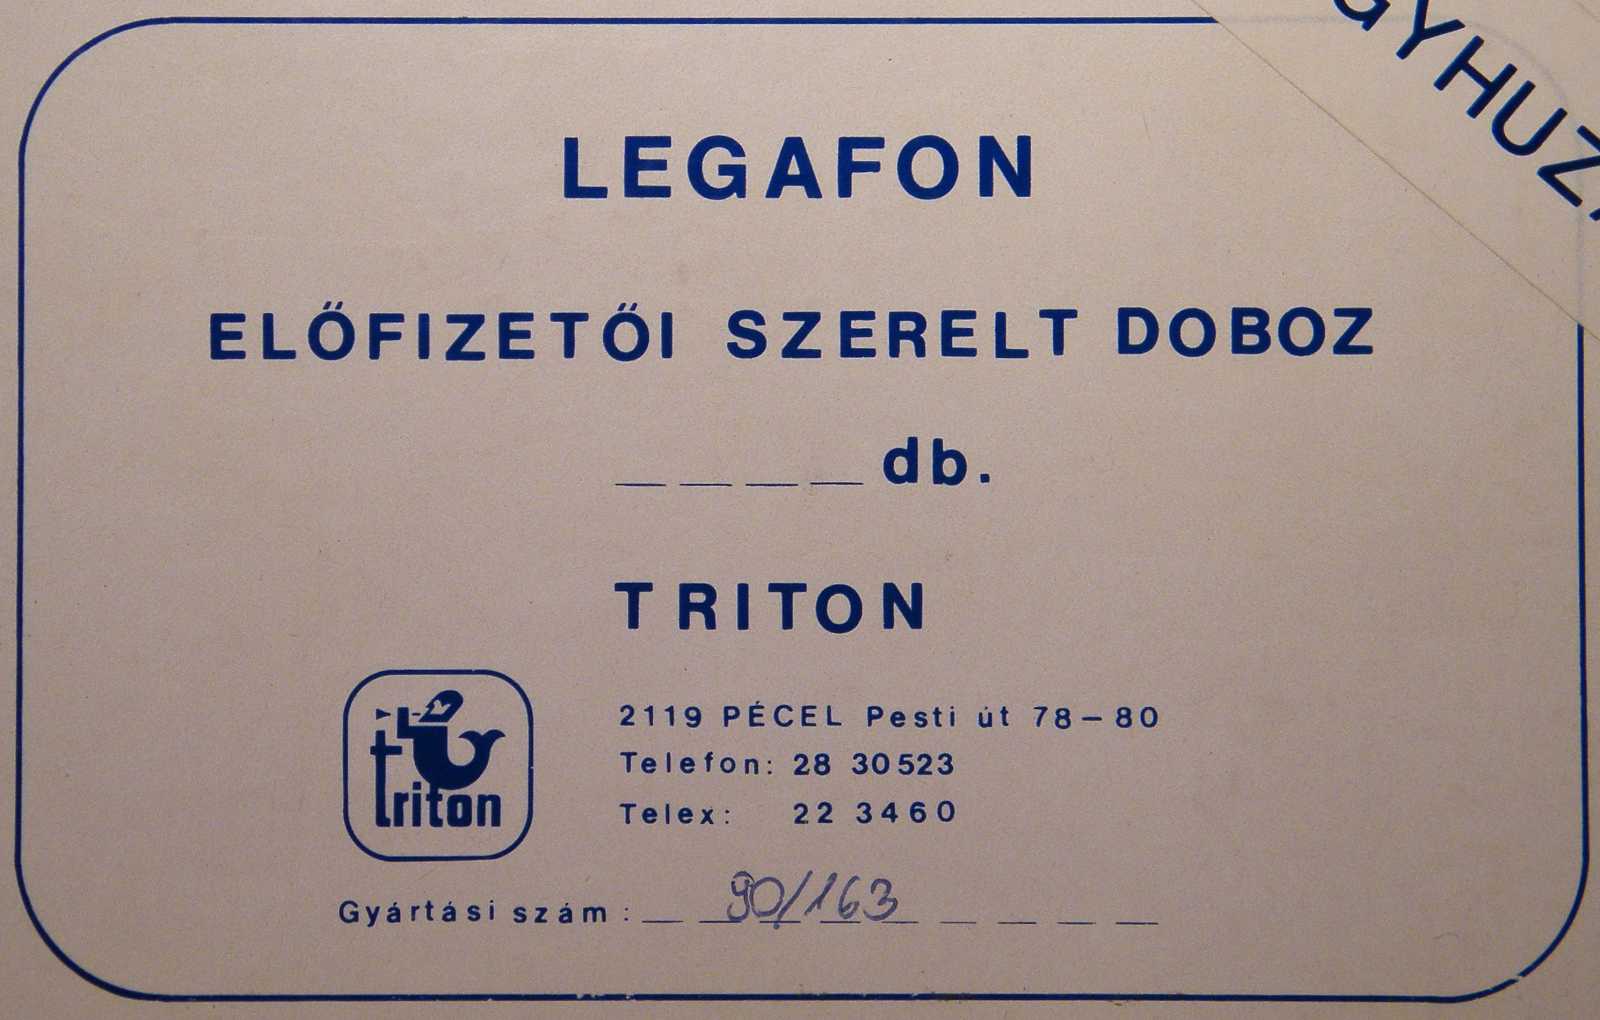 LEGAFON
ELŐFIZETŐI SZERELT DOBOZ
____ db.
TRITON
triton
2119 PÉCEL Pesti út 78-80
Telefon: 28 30523
Telex: 22 3460
Gyártási szám: 90/163